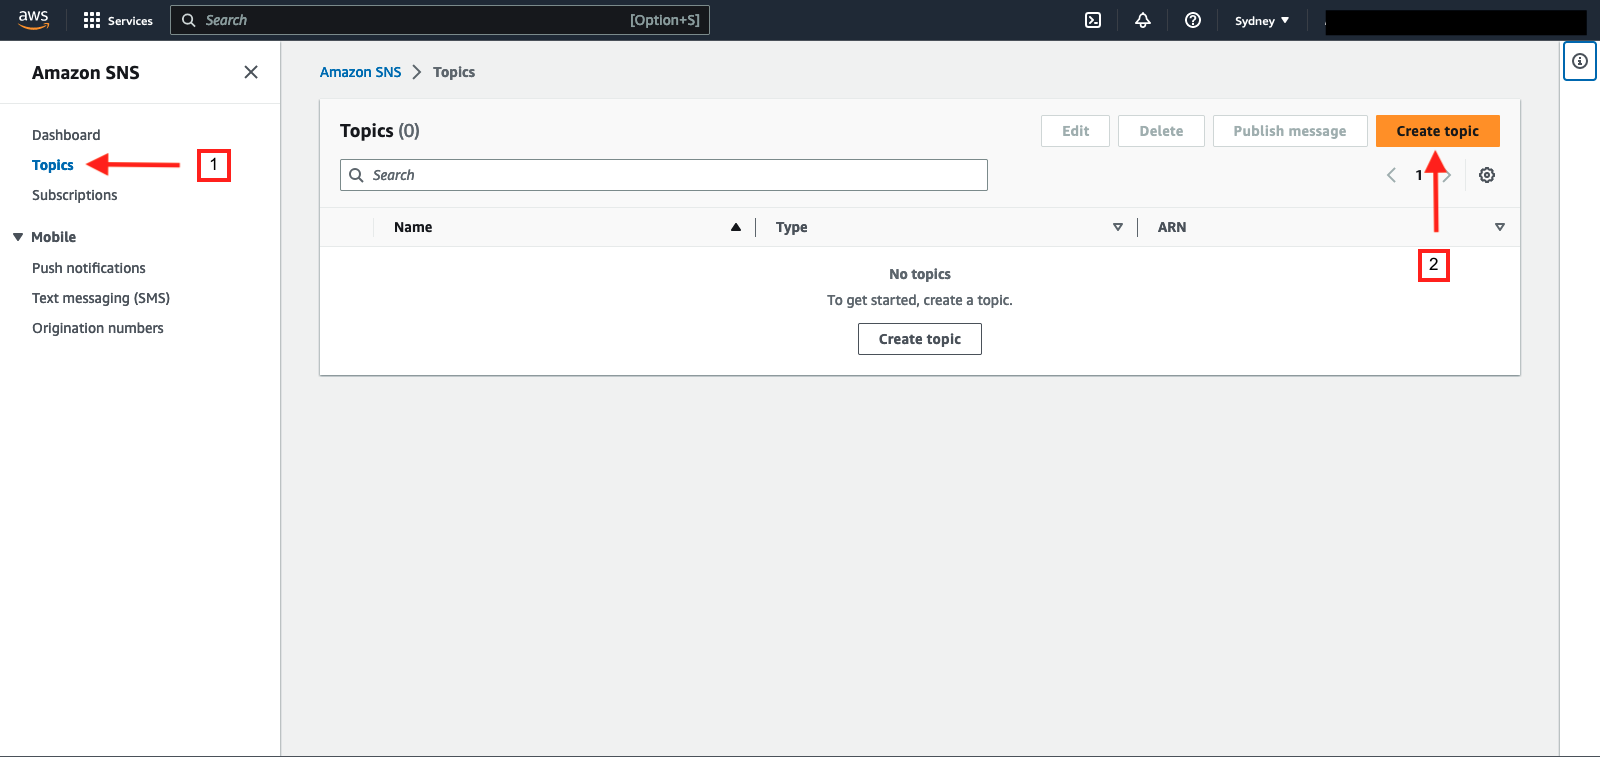 aws Services Search [Option+S] Sydney
Amazon SNS
Dashboard
Topics 1
Subscriptions
Mobile
Push notifications
Text messaging (SMS)
Origination numbers
Amazon SNS > Topics
Topics (0) Edit Delete Publish message Create topic
Search 1
Name Type ARN
2
No topics
To get started, create a topic.
Create topic